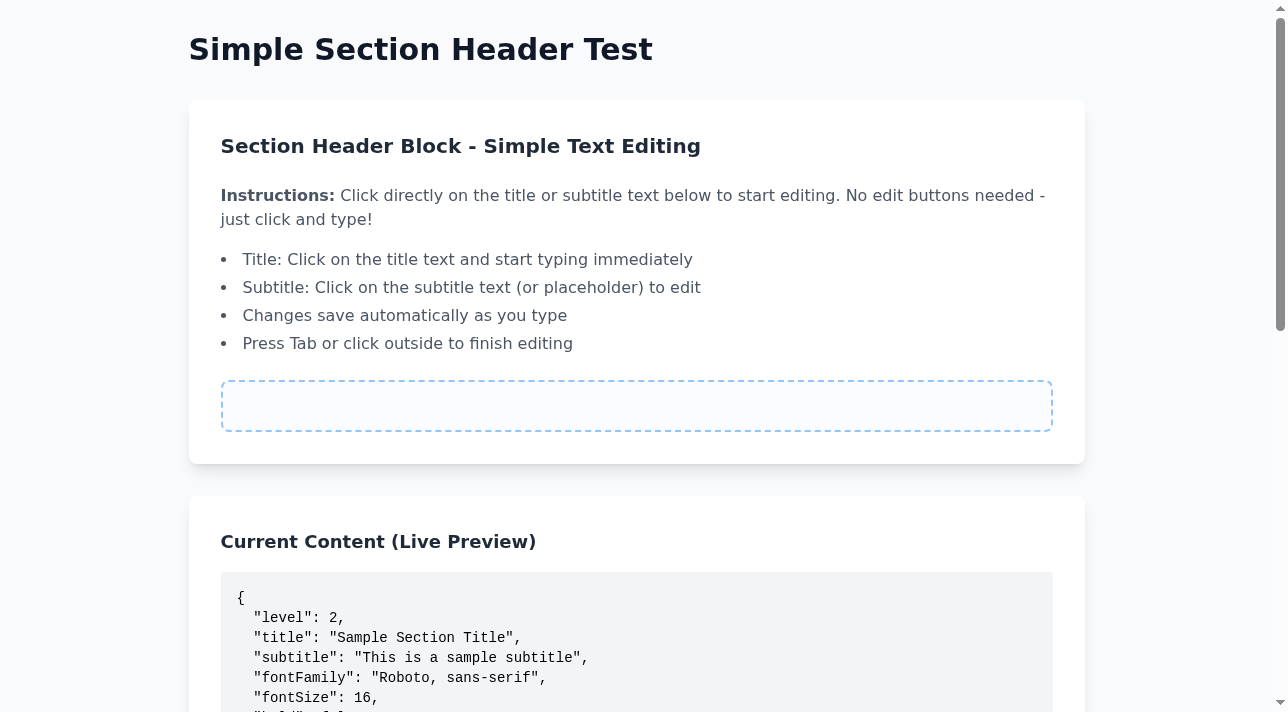 Simple Section Header Test
Section Header Block - Simple Text Editing
Instructions: Click directly on the title or subtitle text below to start editing. No edit buttons needed -
just click and type!
• Title: Click on the title text and start typing immediately
• Subtitle: Click on the subtitle text (or placeholder) to edit
• Changes save automatically as you type
• Press Tab or click outside to finish editing
Current Content (Live Preview)
{
  "level": 2,
  "title": "Sample Section Title",
  "subtitle": "This is a sample subtitle",
  "fontFamily": "Roboto, sans-serif",
  "fontSize": 16,